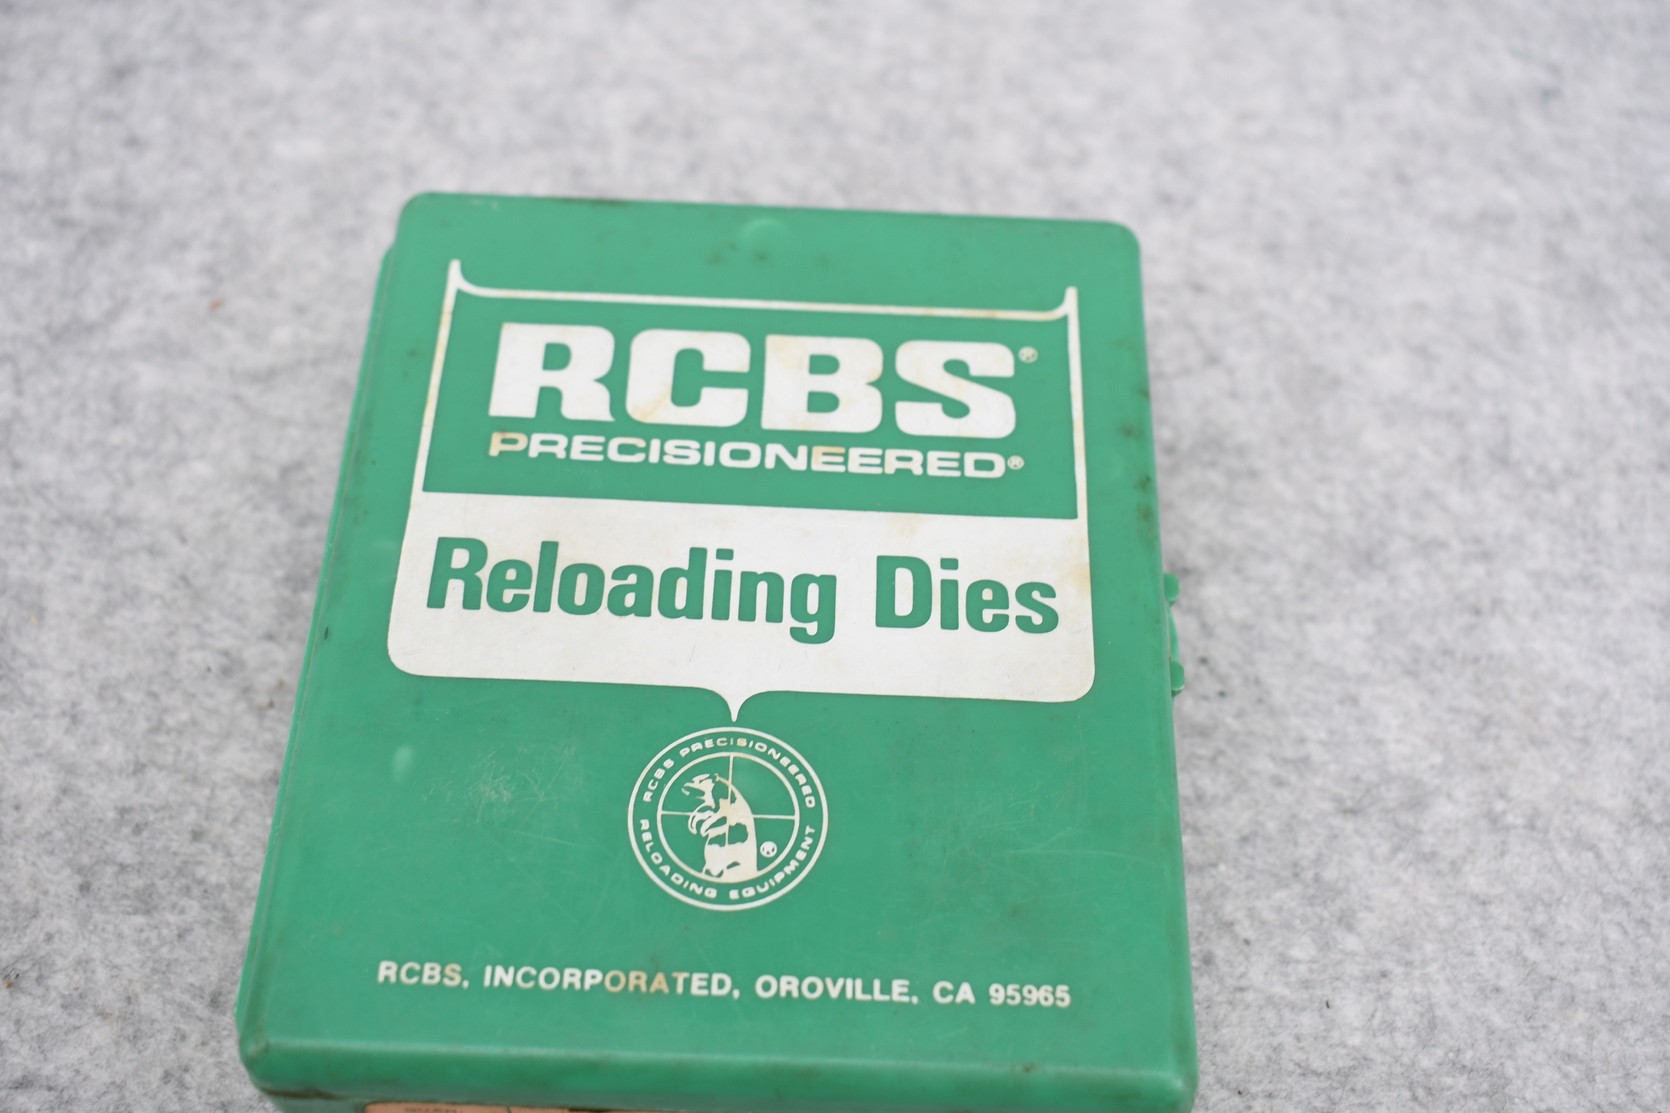 RCBS®
PRECISIONEERED®
Reloading Dies
RCBS PRECISIONEERED
RELOADING EQUIPMENT
®
RCBS, INCORPORATED, OROVILLE, CA 95965